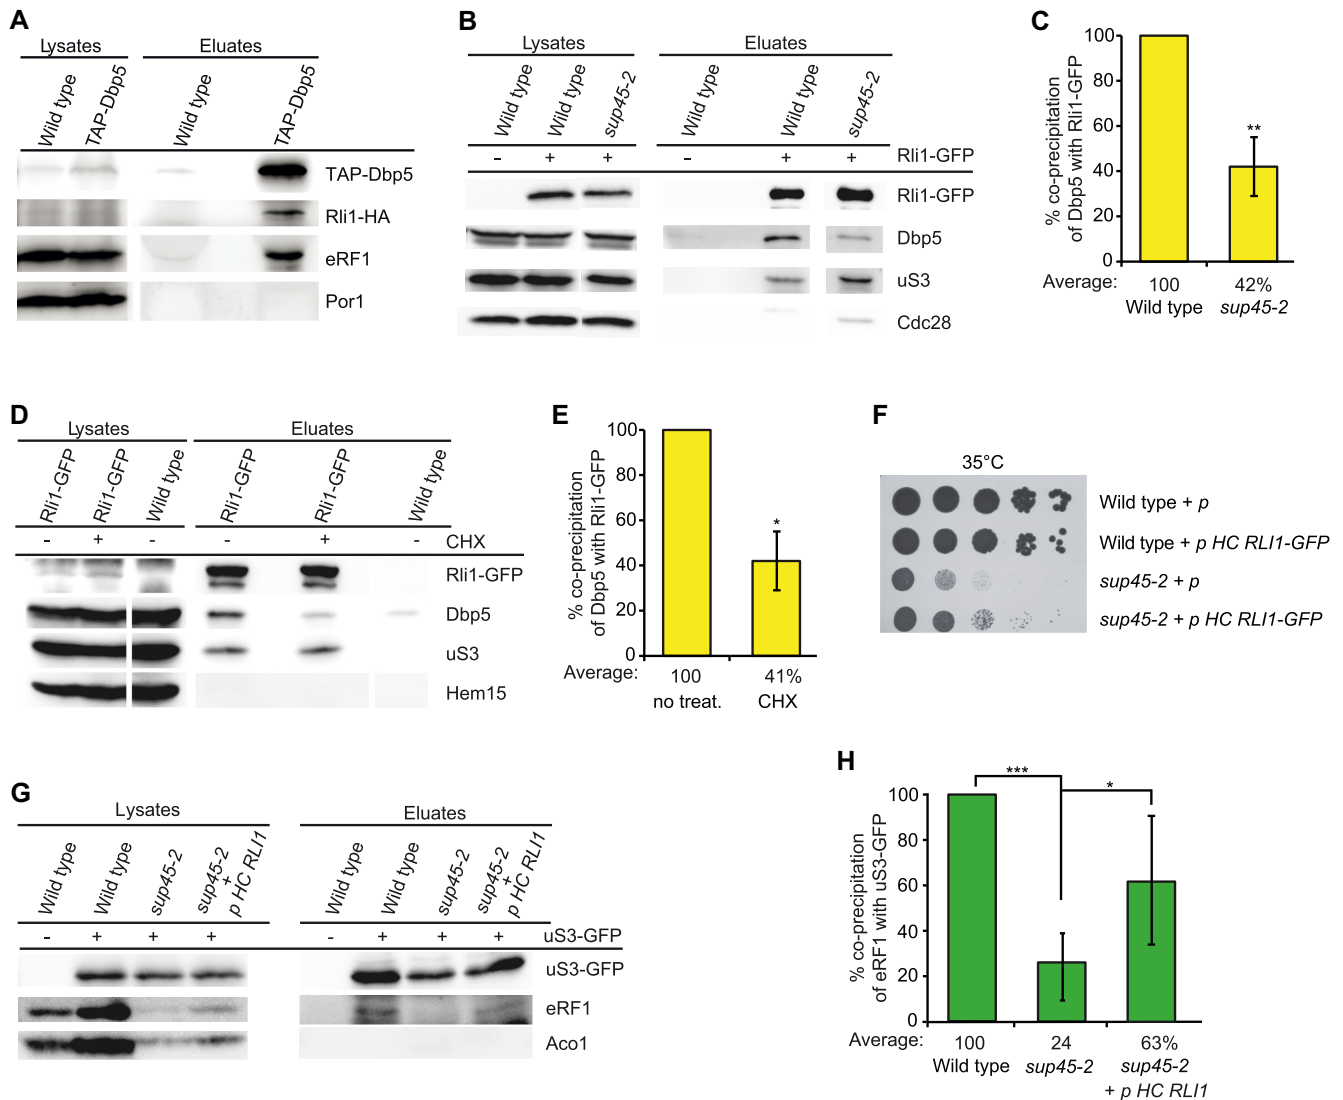 A
Lysates
Eluates
Wild type
TAP-Dbp5
Wild type
TAP-Dbp5
TAP-Dbp5
Rli1-HA
eRF1
Por1
B
Lysates
Eluates
Wild type
Wild type
sup45-2
Wild type
Wild type
sup45-2
- + + - + + Rli1-GFP
Rli1-GFP
Dbp5
uS3
Cdc28
C
% co-precipitation
of Dbp5 with Rli1-GFP
100
80
60
40
20
0
**
Average: 100 42%
Wild type sup45-2
D
Lysates
Eluates
Rli1-GFP
Rli1-GFP
Wild type
Rli1-GFP
Rli1-GFP
Wild type
- + - - + - CHX
Rli1-GFP
Dbp5
uS3
Hem15
E
% co-precipitation
of Dbp5 with Rli1-GFP
100
80
60
40
20
0
*
Average: 100 41%
no treat. CHX
F
35°C
Wild type + p
Wild type + p HC RLI1-GFP
sup45-2 + p
sup45-2 + p HC RLI1-GFP
G
Lysates
Eluates
Wild type
Wild type
sup45-2
sup45-2
+
p HC RLI1
Wild type
Wild type
sup45-2
sup45-2
+
p HC RLI1
- + + + - + + + uS3-GFP
uS3-GFP
eRF1
Aco1
H
% co-precipitation
of eRF1 with uS3-GFP
100
80
60
40
20
0
***
*
Average: 100 24 63%
Wild type sup45-2 sup45-2
+ p HC RLI1